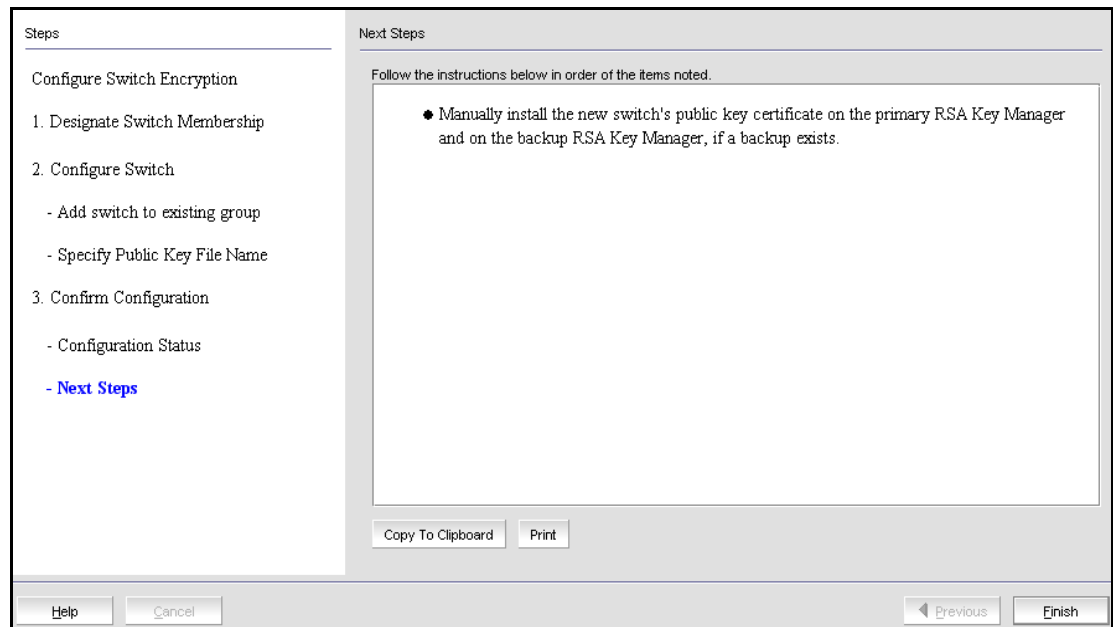 Steps
Configure Switch Encryption
1. Designate Switch Membership
2. Configure Switch
- Add switch to existing group
- Specify Public Key File Name
3. Confirm Configuration
- Configuration Status
- Next Steps
Next Steps
Follow the instructions below in order of the items noted.
● Manually install the new switch's public key certificate on the primary RSA Key Manager
and on the backup RSA Key Manager, if a backup exists.
Copy To Clipboard Print
Help Cancel Previous Finish